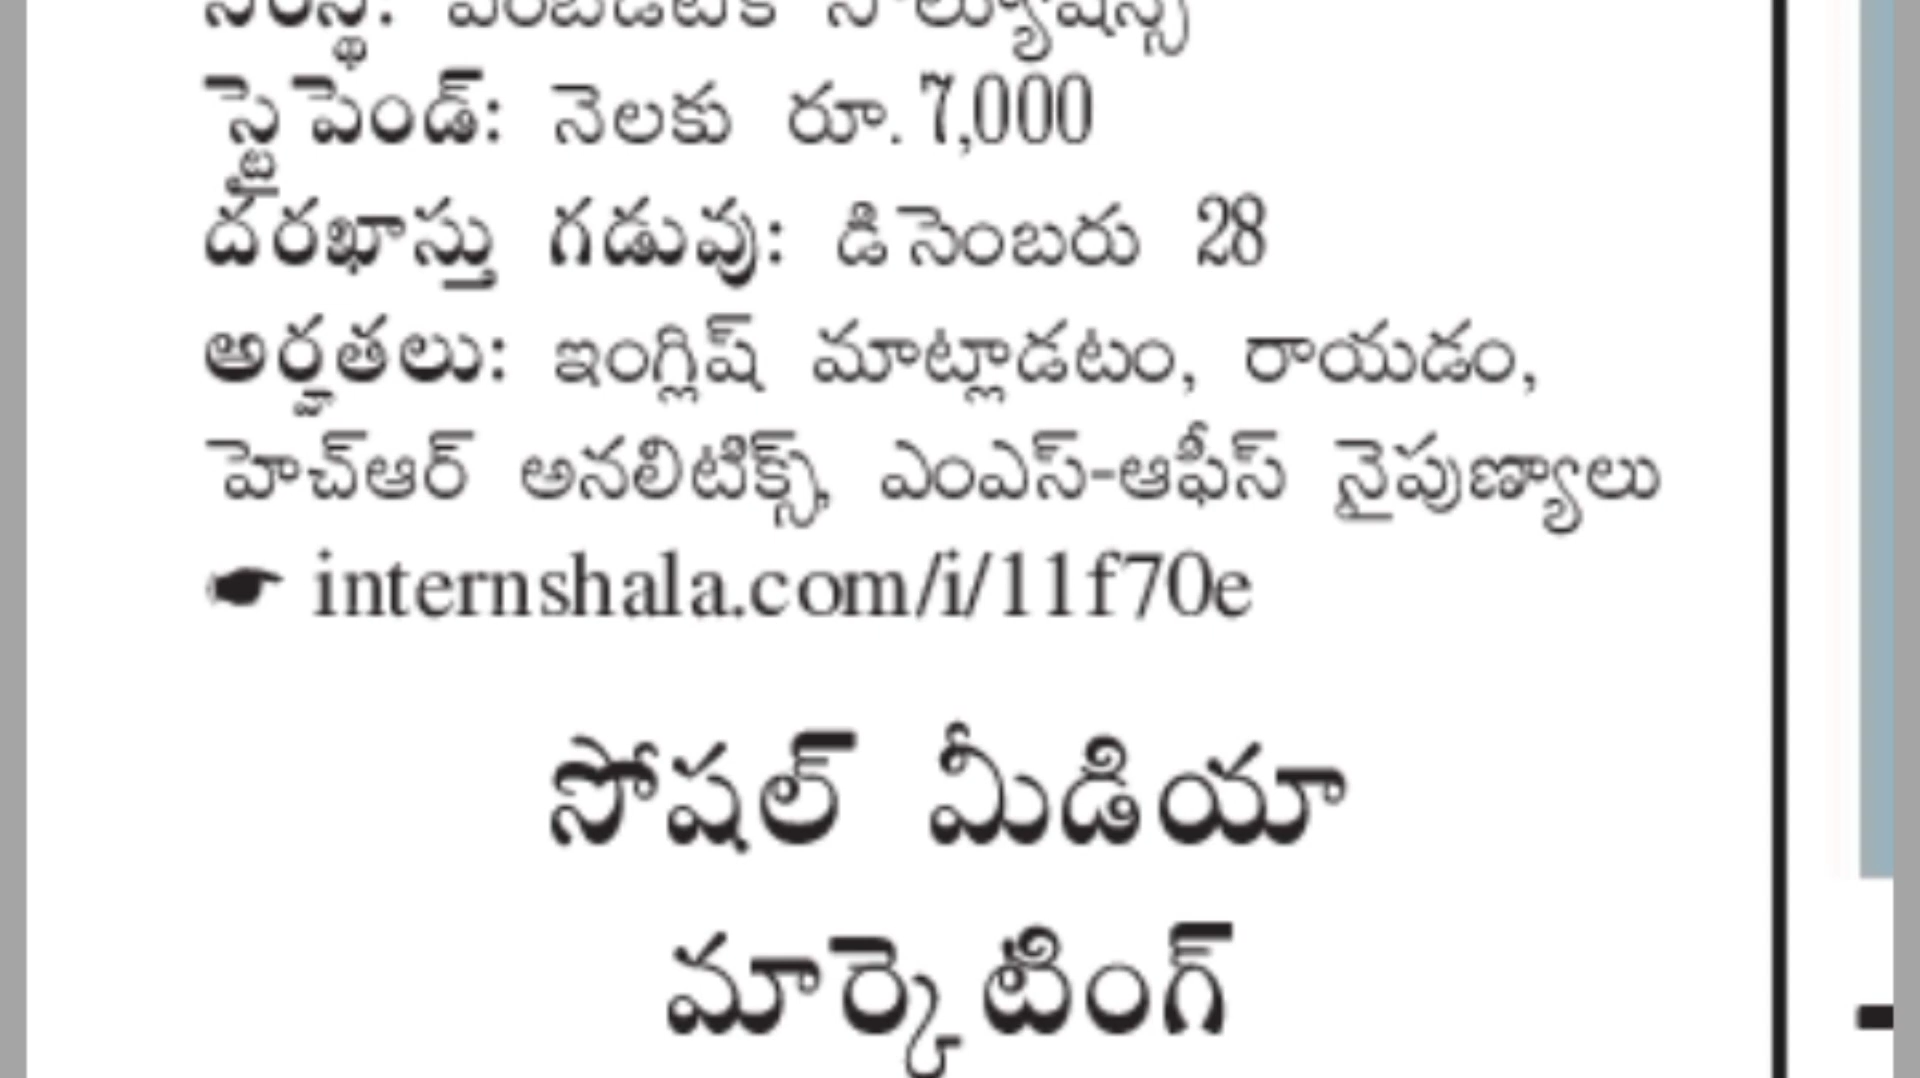 సంస్థ: సొల్యూషన్స్
స్టైపెండ్: నెలకు రూ.7,000
దరఖాస్తు గడువు: డిసెంబరు 28
అర్హతలు: ఇంగ్లిష్ మాట్లాడటం, రాయడం,
హెచ్ఆర్ అనలిటిక్స్, ఎంఎస్-ఆఫీస్ నైపుణ్యాలు
☛ internshala.com/i/11f70e
సోషల్ మీడియా
మార్కెటింగ్